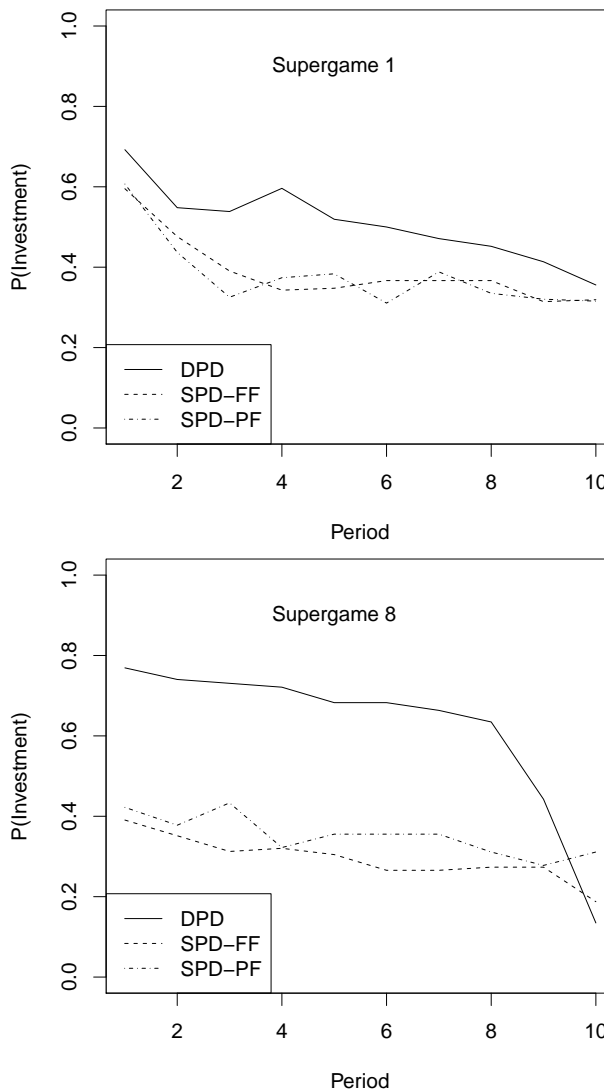 Supergame 1
P(Investment)
1.0
0.8
0.6
0.4
0.2
0.0
DPD
SPD−FF
SPD−PF
2 4 6 8 10
Period
Supergame 8
P(Investment)
1.0
0.8
0.6
0.4
0.2
0.0
DPD
SPD−FF
SPD−PF
2 4 6 8 10
Period